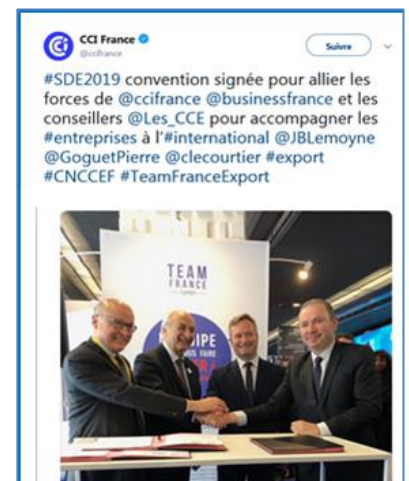 CCI France
@ccifrance
Suivre
#SDE2019 convention signée pour allier les
forces de @ccifrance @businessfrance et les
conseillers @Les_CCE pour accompagner les
#entreprises à l'#international @JBLemoyne
@GoguetPierre @clecourtier #export
#CNCCEF #TeamFranceExport
TEAM
FRANCE
FAIRE